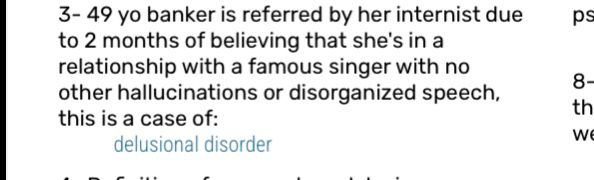 3- 49 yo banker is referred by her internist due
to 2 months of believing that she's in a
relationship with a famous singer with no
other hallucinations or disorganized speech,
this is a case of:
delusional disorder
ps
8-
th
we